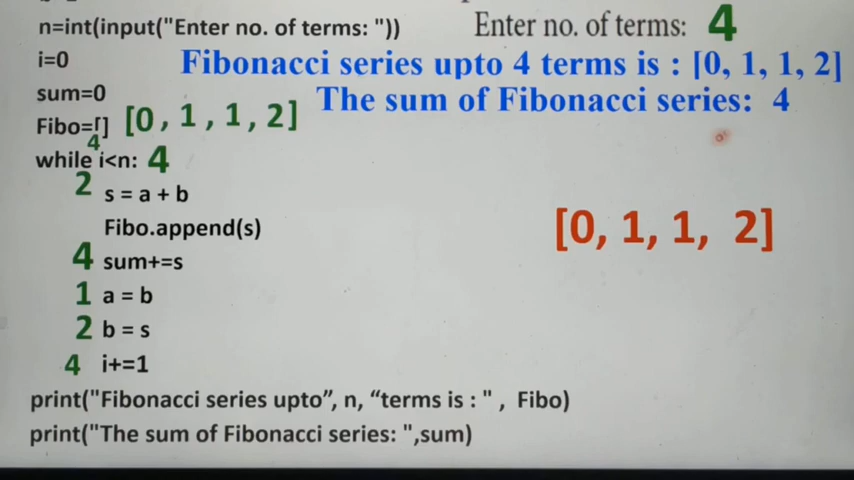 n=int(input("Enter no. of terms: "))
Enter no. of terms: 4
i=0
Fibonacci series upto 4 terms is : [0, 1, 1, 2]
sum=0
The sum of Fibonacci series: 4
Fibo=[] [0 , 1 , 1 , 2]
4
while i<n: 4
2 s = a + b
Fibo.append(s)
[0, 1, 1, 2]
4 sum+=s
1 a = b
2 b = s
4 i+=1
print("Fibonacci series upto”, n, “terms is : " , Fibo)
print("The sum of Fibonacci series: ",sum)